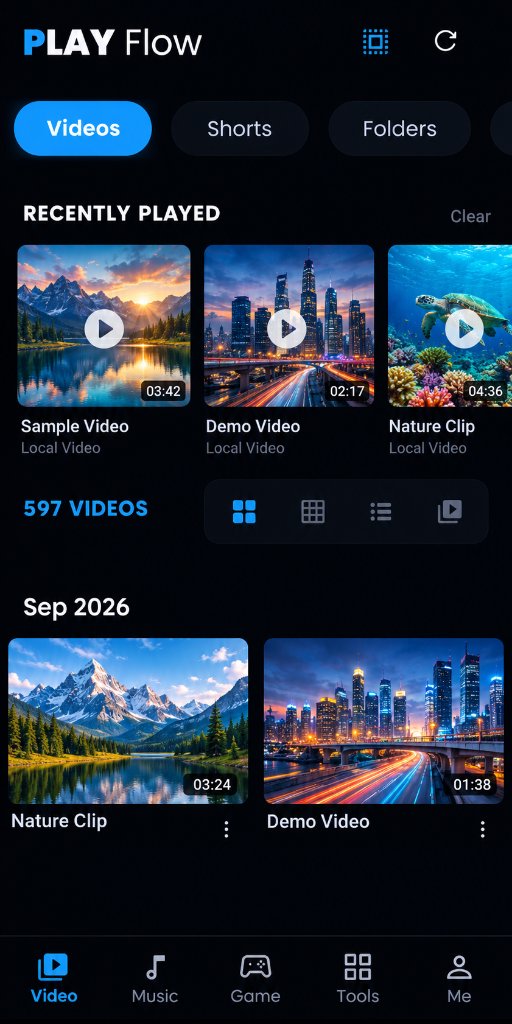 PLAY Flow
Videos
Shorts
Folders
RECENTLY PLAYED
Clear
03:42
02:17
04:36
Sample Video
Demo Video
Nature Clip
Local Video
Local Video
Local Video
597 VIDEOS
Sep 2026
03:24
01:38
Nature Clip
Demo Video
Video
Music
Game
Tools
Me